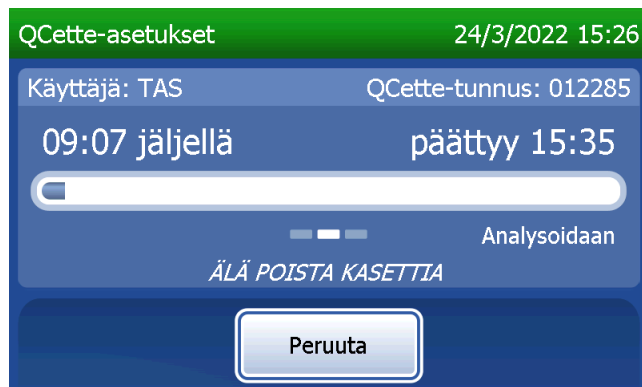 QCette-asetukset 24/3/2022 15:26
Käyttäjä: TAS QCette-tunnus: 012285
09:07 jäljellä päättyy 15:35
Analysoidaan
ÄLÄ POISTA KASETTIA
Peruuta